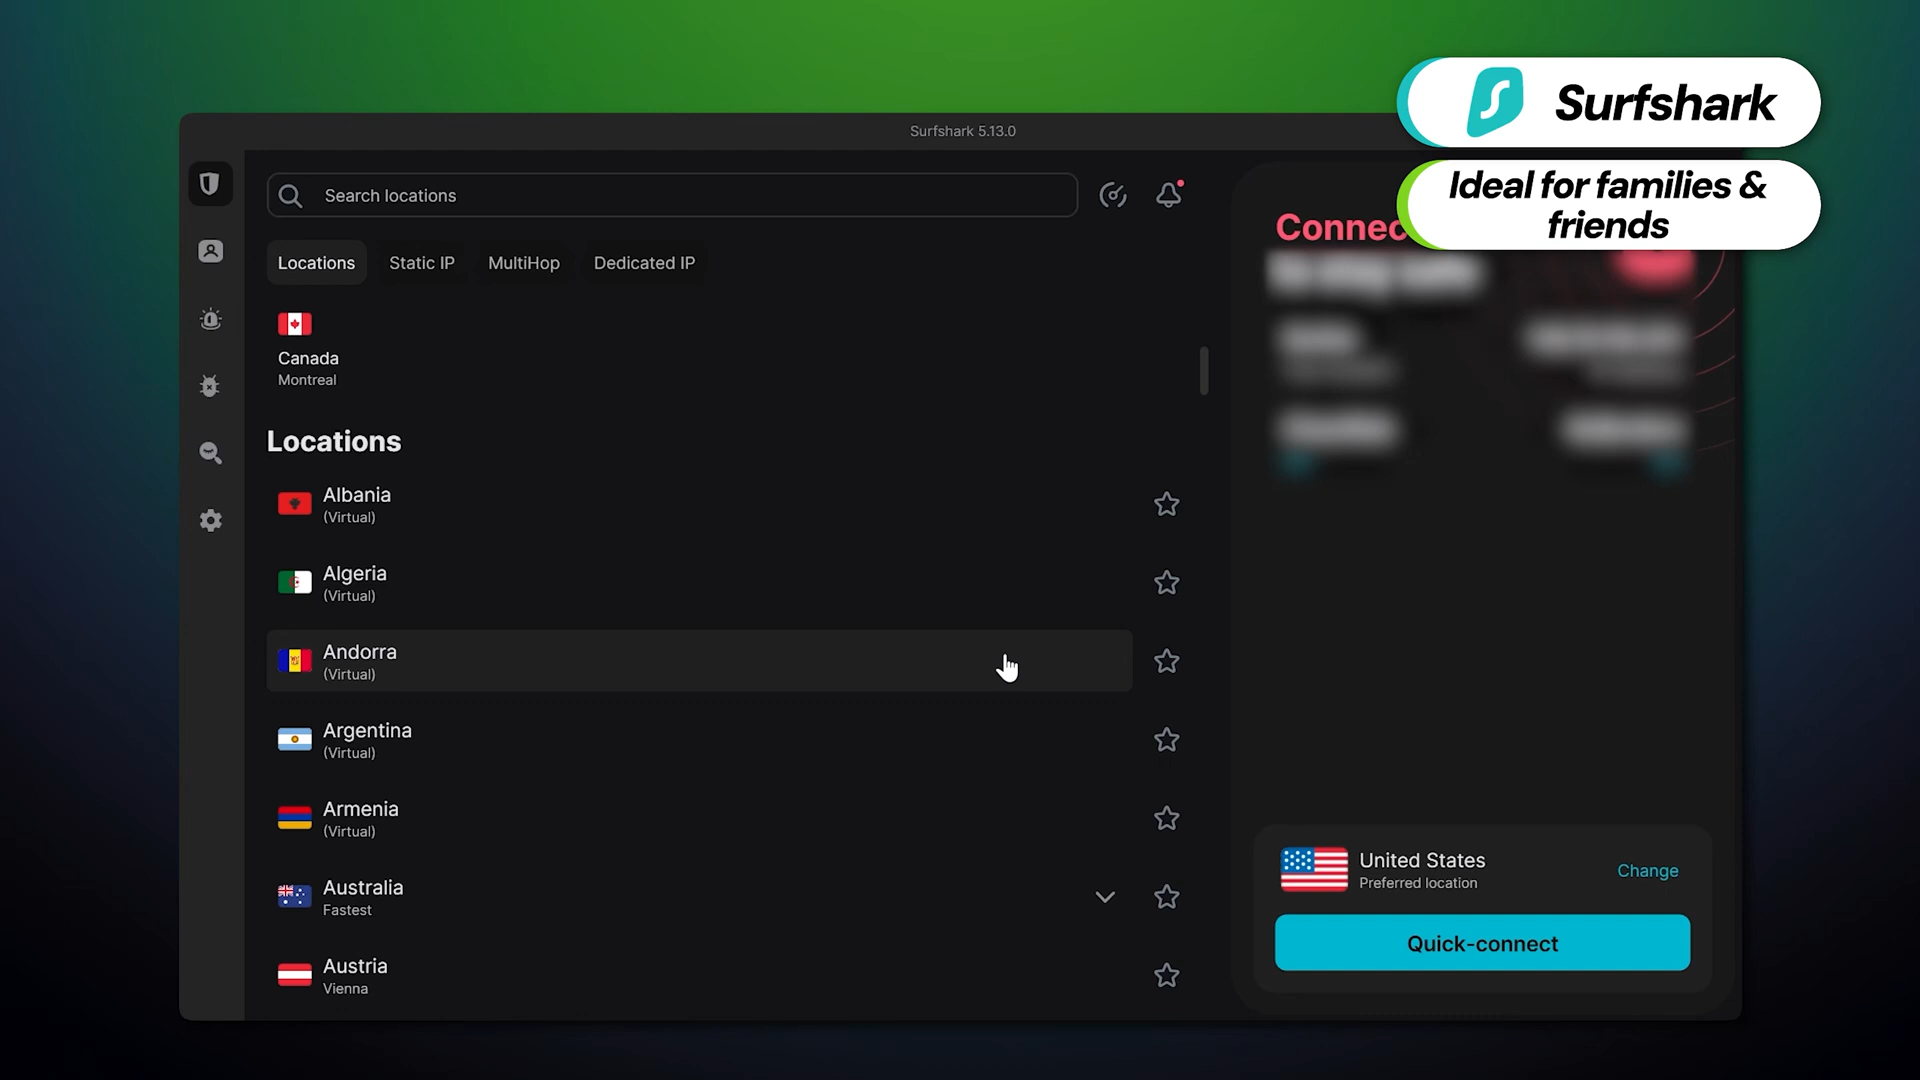 Surfshark 5.13.0
Surfshark
Ideal for families &
friends
Search locations
Locations
Static IP
MultiHop
Dedicated IP
Canada
Montreal
Locations
Albania
(Virtual)
Algeria
(Virtual)
Andorra
(Virtual)
Argentina
(Virtual)
Armenia
(Virtual)
Australia
Fastest
Austria
Vienna
Connec
United States
Preferred location
Change
Quick-connect